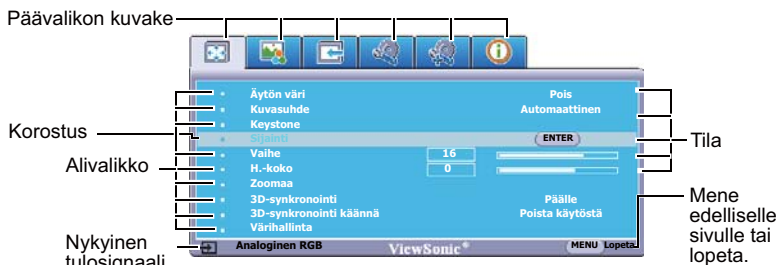 Päävalikon kuvake
Äytön väri Pois
Kuvasuhde Automaattinen
Keystone
Korostus Sijainti ENTER Tila
Vaihe 16
Alivalikko H.-koko 0
Zoomaa
3D-synkronointi Päälle
3D-synkronointi käännä Poista käytöstä
Värihallinta
Mene
edelliselle
sivulle tai
lopeta.
Nykyinen
tulosignaali
Analoginen RGB ViewSonic® MENU Lopeta